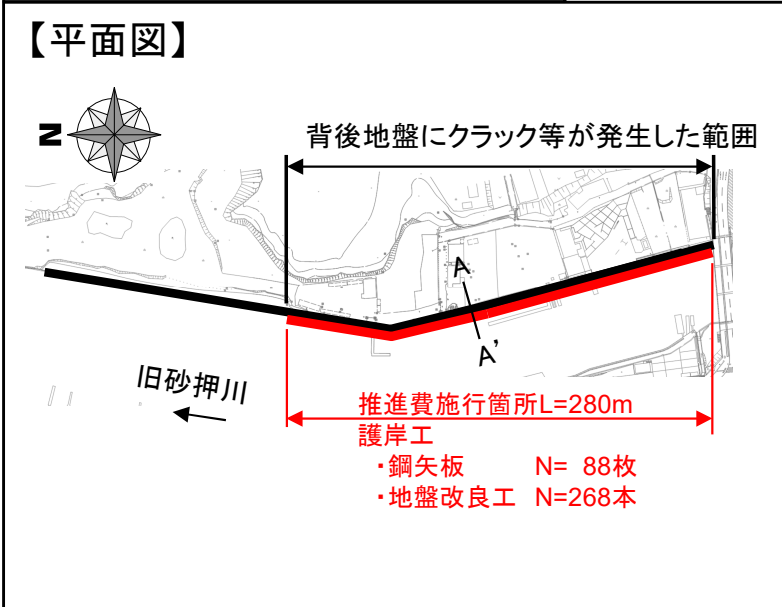 【平面図】
N
背後地盤にクラック等が発生した範囲
A
A’
旧砂押川
推進費施行箇所L=280m
護岸工
・鋼矢板 N= 88枚
・地盤改良工 N=268本